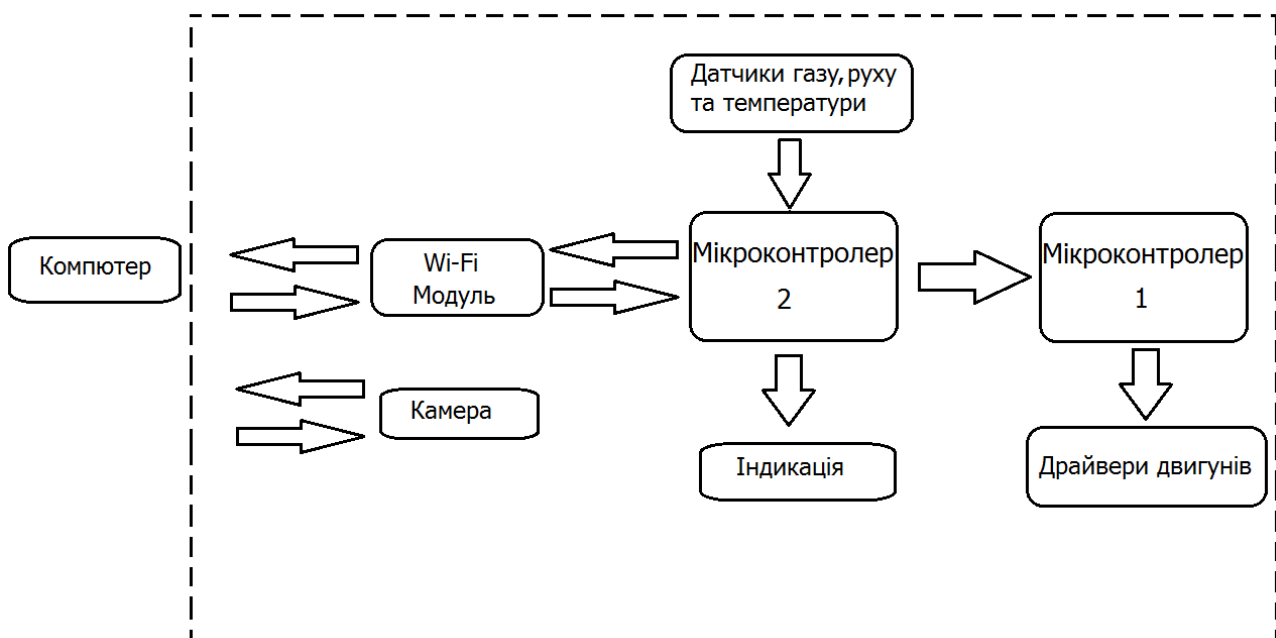 Датчики газу, руху
та температури
Компютер
Wi-Fi
Модуль
Мікроконтролер
2
Мікроконтролер
1
Камера
Індикація
Драйвери двигунів